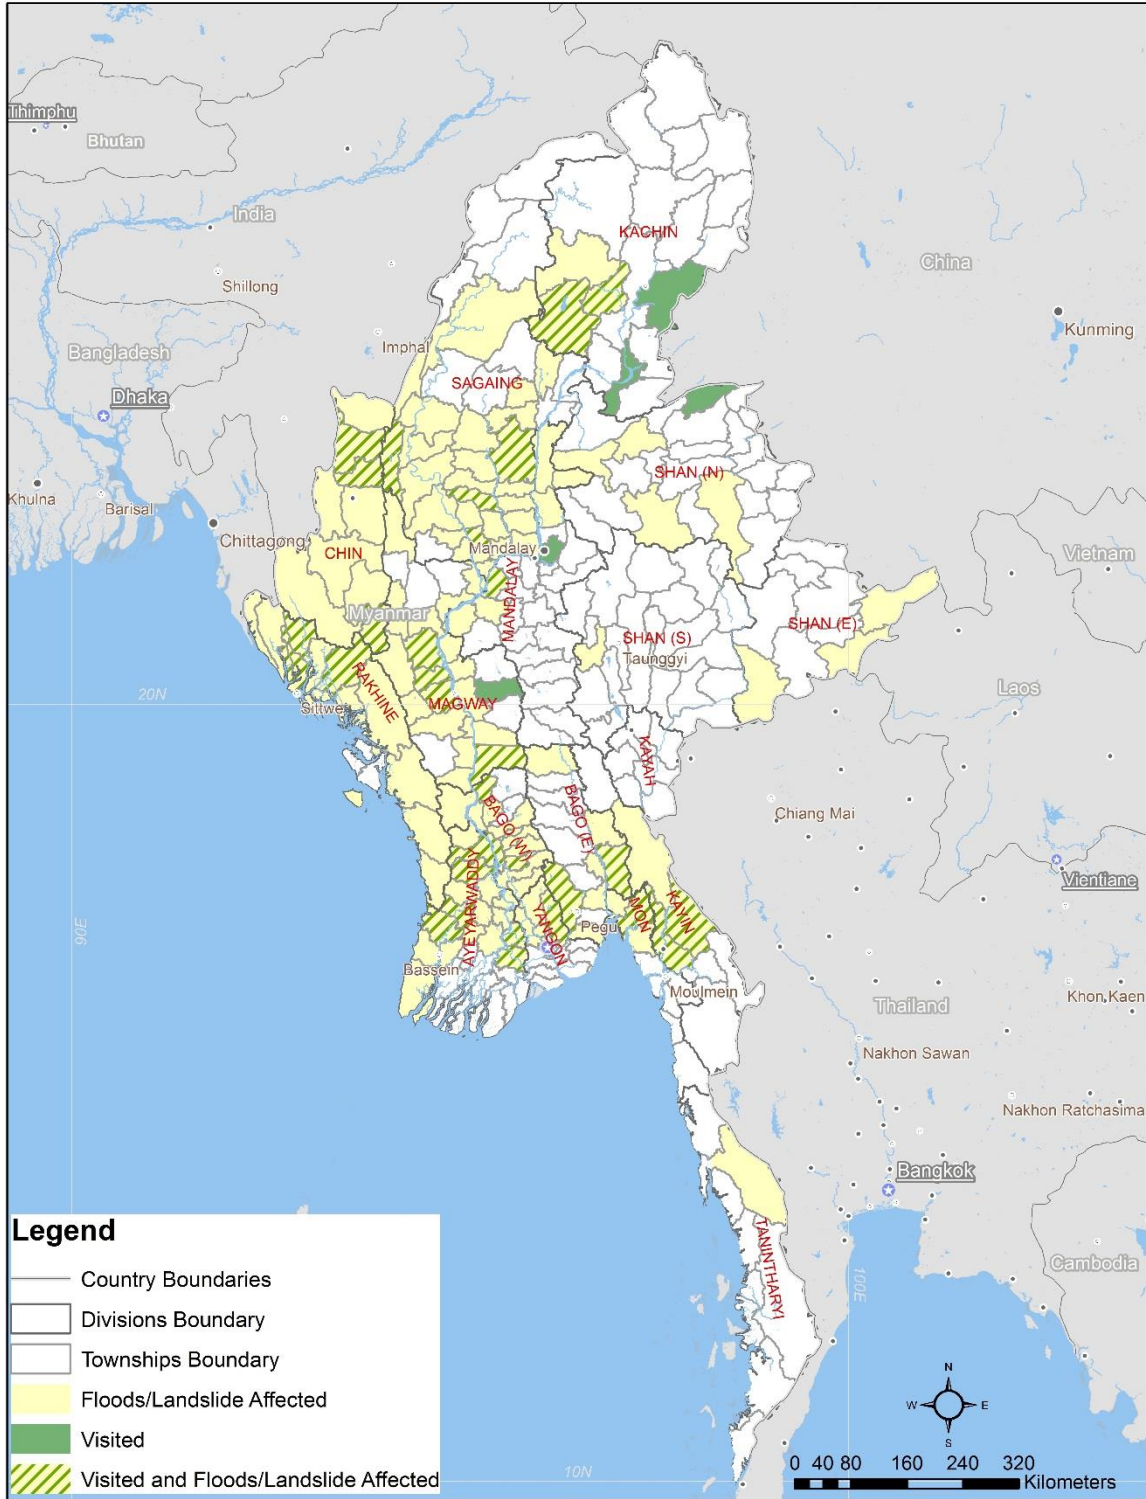 Thimphu
Bhutan
India
KACHIN
China
Shillong
Kunming
Imphal
Bangladesh
SAGAING
Dhaka
SHAN (N)
Khulna
Barisal
Chittagong
Mandalay
CHIN
Vietnam
MANDALAY
Myanmar
SHAN (S)
SHAN (E)
Taunggyi
RAKHINE
Laos
20N
Sittwe
MAGWAY
KAYAH
BAGO (W)
BAGO (E)
Chiang Mai
AYEYARWADDY
Vientiane
90E
YANGON
Pegu
MON
KAYIN
Bassein
Moulmein
Thailand
Khon Kaen
Nakhon Sawan
Nakhon Ratchasima
Bangkok
TANINTHARYI
100E
Cambodia
Legend
Country Boundaries
Divisions Boundary
Townships Boundary
Floods/Landslide Affected
Visited
Visited and Floods/Landslide Affected
10N
N
W E
S
0 40 80 160 240 320
Kilometers